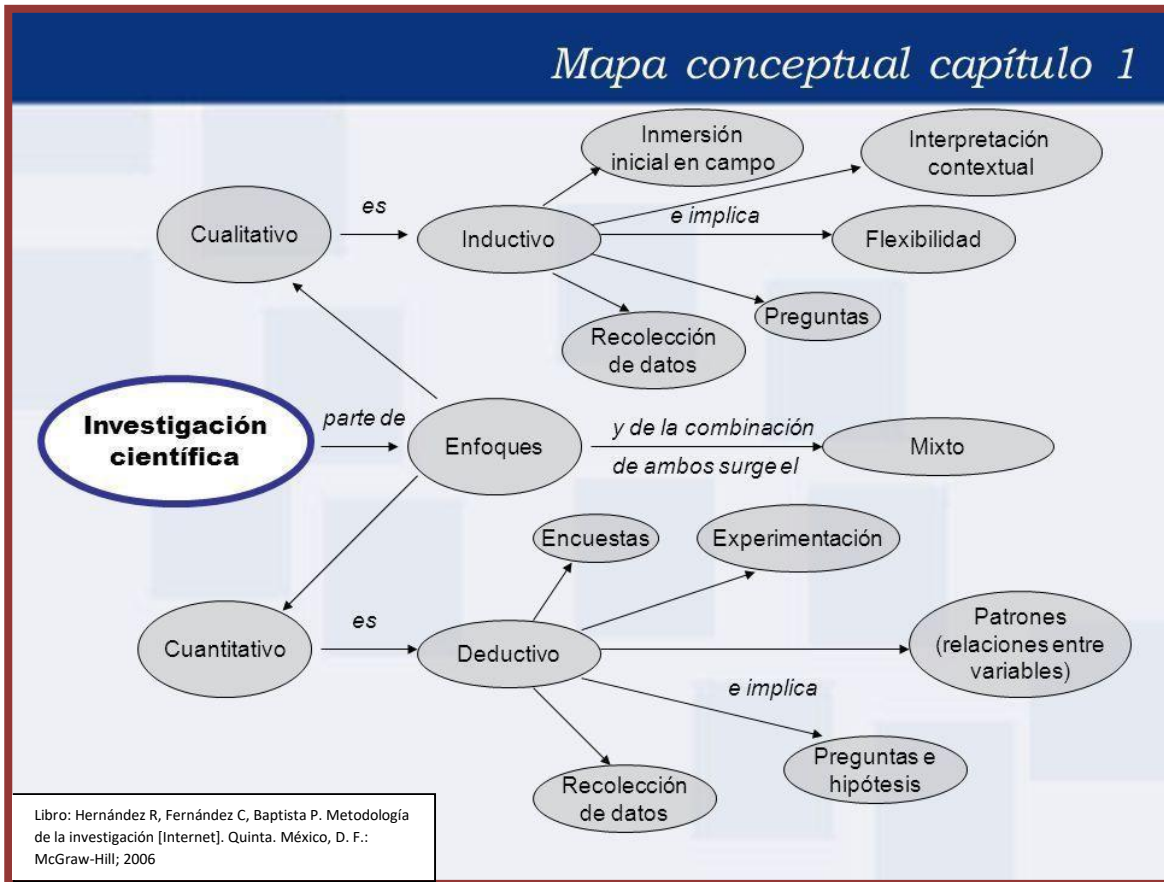 Mapa conceptual capítulo 1
Inmersión
inicial en campo
Interpretación
contextual
es
e implica
Cualitativo
Inductivo
Flexibilidad
Preguntas
Recolección
de datos
Investigación
científica
parte de
Enfoques
y de la combinación
de ambos surge el
Mixto
Encuestas
Experimentación
Patrones
(relaciones entre
variables)
es
Cuantitativo
Deductivo
e implica
Preguntas e
hipótesis
Recolección
de datos
Libro: Hernández R, Fernández C, Baptista P. Metodología
de la investigación [Internet]. Quinta. México, D. F.:
McGraw-Hill; 2006